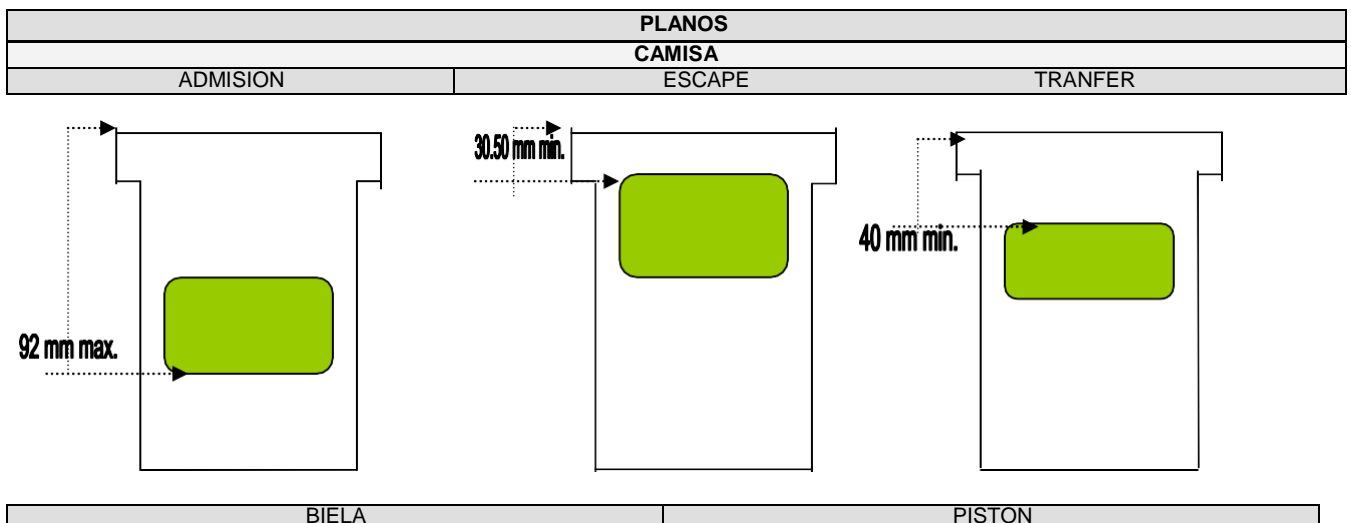 PLANOS
CAMISA
ADMISION ESCAPE TRANFER
30.50 mm min.
40 mm min.
92 mm max.
BIELA PISTON